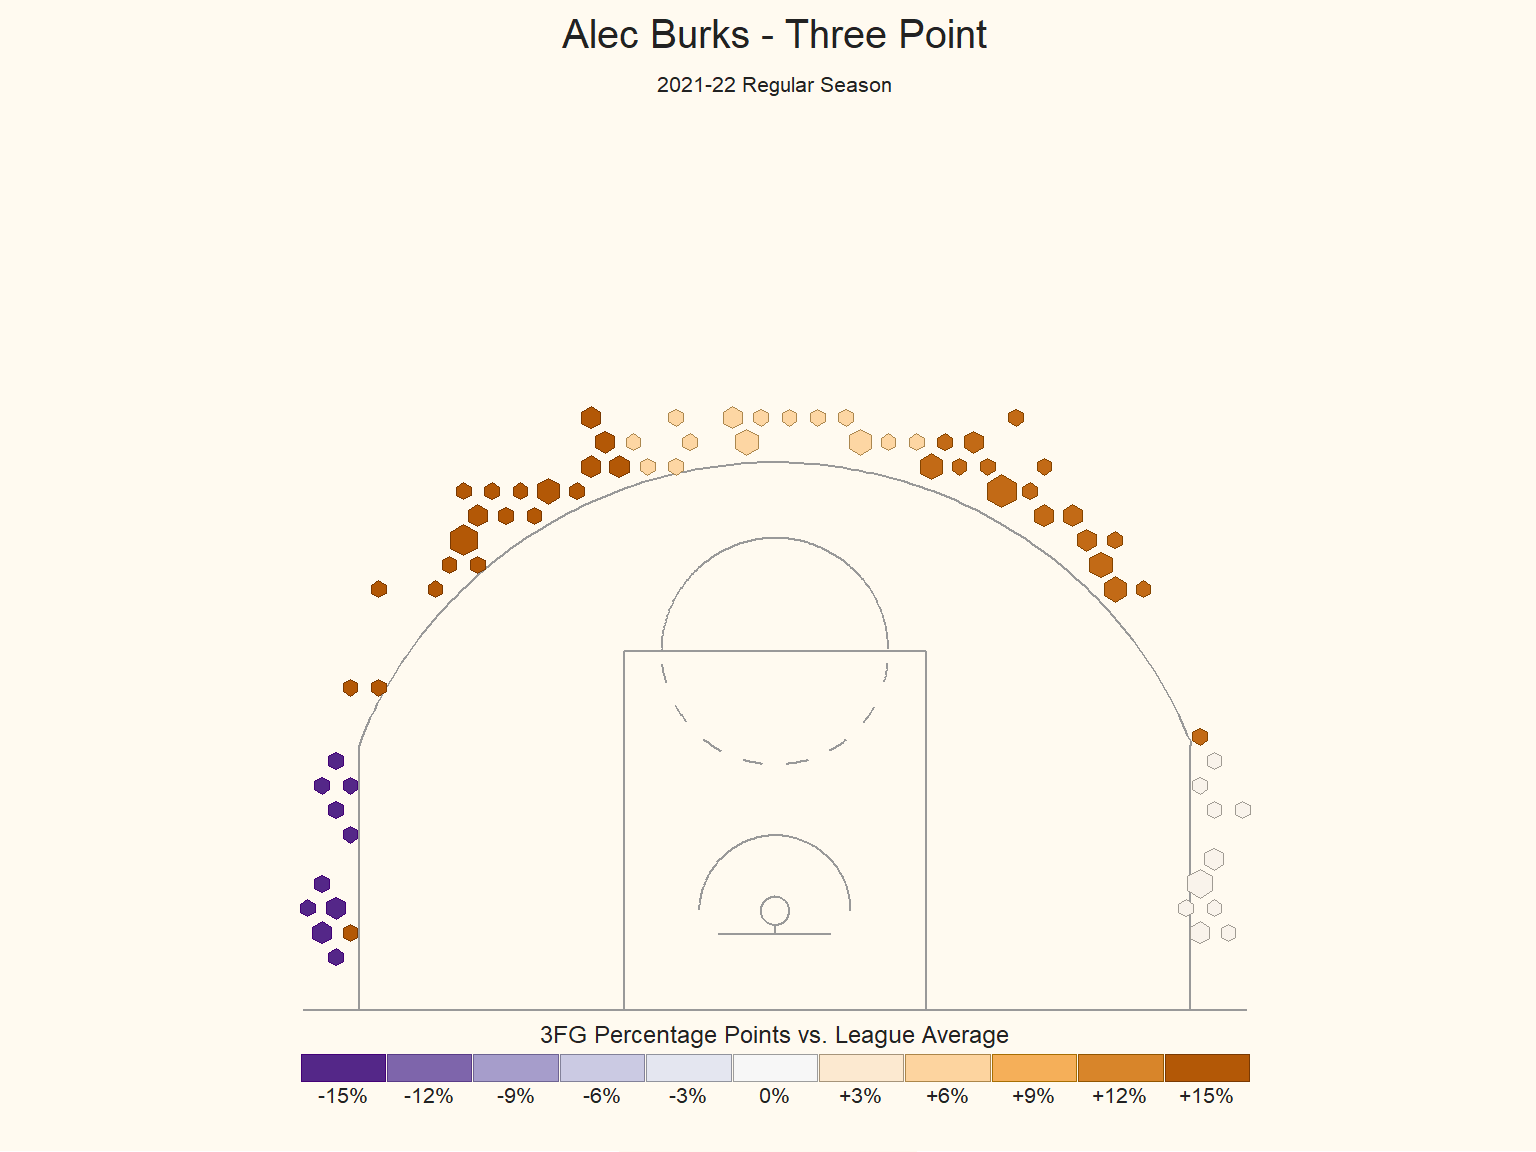 Alec Burks - Three Point
2021-22 Regular Season
3FG Percentage Points vs. League Average
-15% -12% -9% -6% -3% 0% +3% +6% +9% +12% +15%